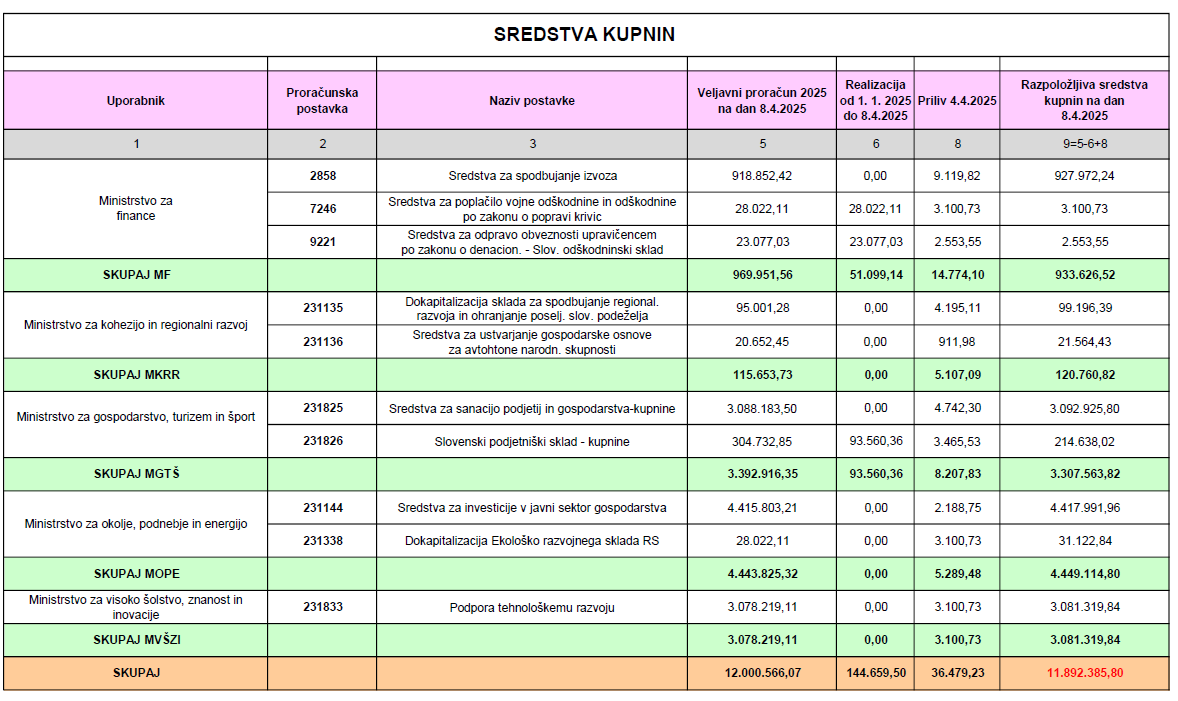 SREDSTVA KUPNIN
Uporabnik Proračunska postavka Naziv postavke Veljavni proračun 2025 na dan 8.4.2025 Realizacija od 1. 1. 2025 do 8.4.2025 Priliv 4.4.2025 Razpoložljiva sredstva kupnin na dan 8.4.2025
1 2 3 5 6 8 9=5-6+8
Ministrstvo za finance
2858 Sredstva za spodbujanje izvoza 918.852,42 0,00 9.119,82 927.972,24
7246 Sredstva za poplačilo vojne odškodnine in odškodnine po zakonu o popravi krivic 28.022,11 28.022,11 3.100,73 3.100,73
9221 Sredstva za odpravo obveznosti upravičencem po zakonu o denacion. - Slov. odškodninski sklad 23.077,03 23.077,03 2.553,55 2.553,55
SKUPAJ MF 969.951,56 51.099,14 14.774,10 933.626,52
Ministrstvo za kohezijo in regionalni razvoj
231135 Dokapitalizacija sklada za spodbujanje regional. razvoja in ohranjanje poselj. slov. podeželja 95.001,28 0,00 4.195,11 99.196,39
231136 Sredstva za ustvarjanje gospodarske osnove za avtohtone narodn. skupnosti 20.652,45 0,00 911,98 21.564,43
SKUPAJ MKRR 115.653,73 0,00 5.107,09 120.760,82
Ministrstvo za gospodarstvo, turizem in šport
231825 Sredstva za sanacijo podjetij in gospodarstva-kupnine 3.088.183,50 0,00 4.742,30 3.092.925,80
231826 Slovenski podjetniški sklad - kupnine 304.732,85 93.560,36 3.465,53 214.638,02
SKUPAJ MGTŠ 3.392.916,35 93.560,36 8.207,83 3.307.563,82
Ministrstvo za okolje, podnebje in energijo
231144 Sredstva za investicije v javni sektor gospodarstva 4.415.803,21 0,00 2.188,75 4.417.991,96
231338 Dokapitalizacija Ekološko razvojnega sklada RS 28.022,11 0,00 3.100,73 31.122,84
SKUPAJ MOPE 4.443.825,32 0,00 5.289,48 4.449.114,80
Ministrstvo za visoko šolstvo, znanost in inovacije
231833 Podpora tehnološkemu razvoju 3.078.219,11 0,00 3.100,73 3.081.319,84
SKUPAJ MVŠZI 3.078.219,11 0,00 3.100,73 3.081.319,84
SKUPAJ 12.000.566,07 144.659,50 36.479,23 11.892.385,80